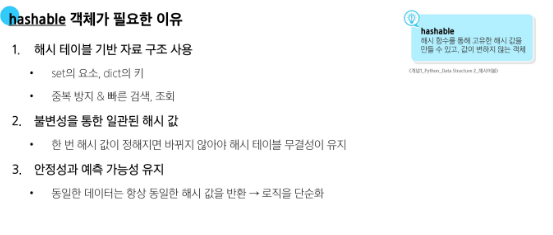 hashable 객체가 필요한 이유
hashable
해시 함수를 통해 고유한 해시 값을
만들 수 있고, 값이 변하지 않는 객체
1. 해시 테이블 기반 자료 구조 사용
• set의 요소, dict의 키
• 중복 방지 & 빠른 검색, 조회
2. 불변성을 통한 일관된 해시 값
• 한 번 해시 값이 정해지면 바뀌지 않아야 해시 테이블 무결성이 유지
3. 안정성과 예측 가능성 유지
• 동일한 데이터는 항상 동일한 해시 값을 반환 → 로직을 단순화